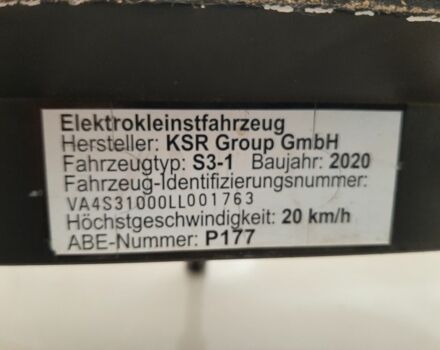 Elektrokleinstfahrzeug
Hersteller: KSR Group GmbH
Fahrzeugtyp: S3-1 Baujahr: 2020
Fahrzeug-Identifizierungsnummer:
VA4S31000LL001763
Höchstgeschwindigkeit: 20 km/h
ABE-Nummer: P177